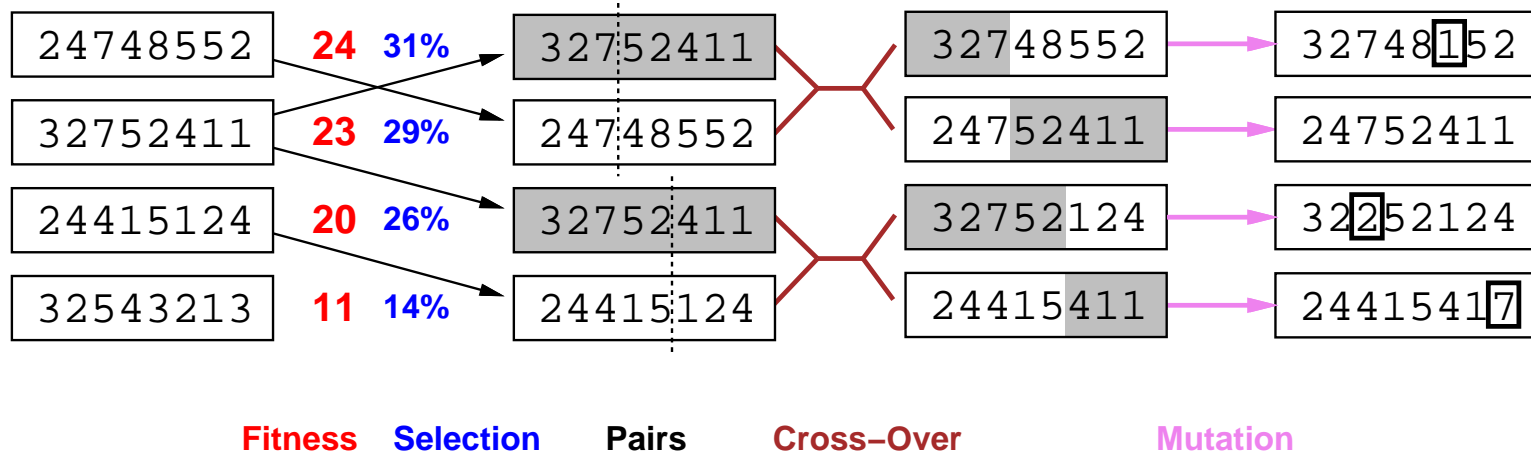 24748552 24 31% 32752411 32748552 32748152
32752411 23 29% 24748552 24752411 24752411
24415124 20 26% 32752411 32752124 32252124
32543213 11 14% 24415124 24415411 24415417
Fitness Selection Pairs Cross–Over Mutation